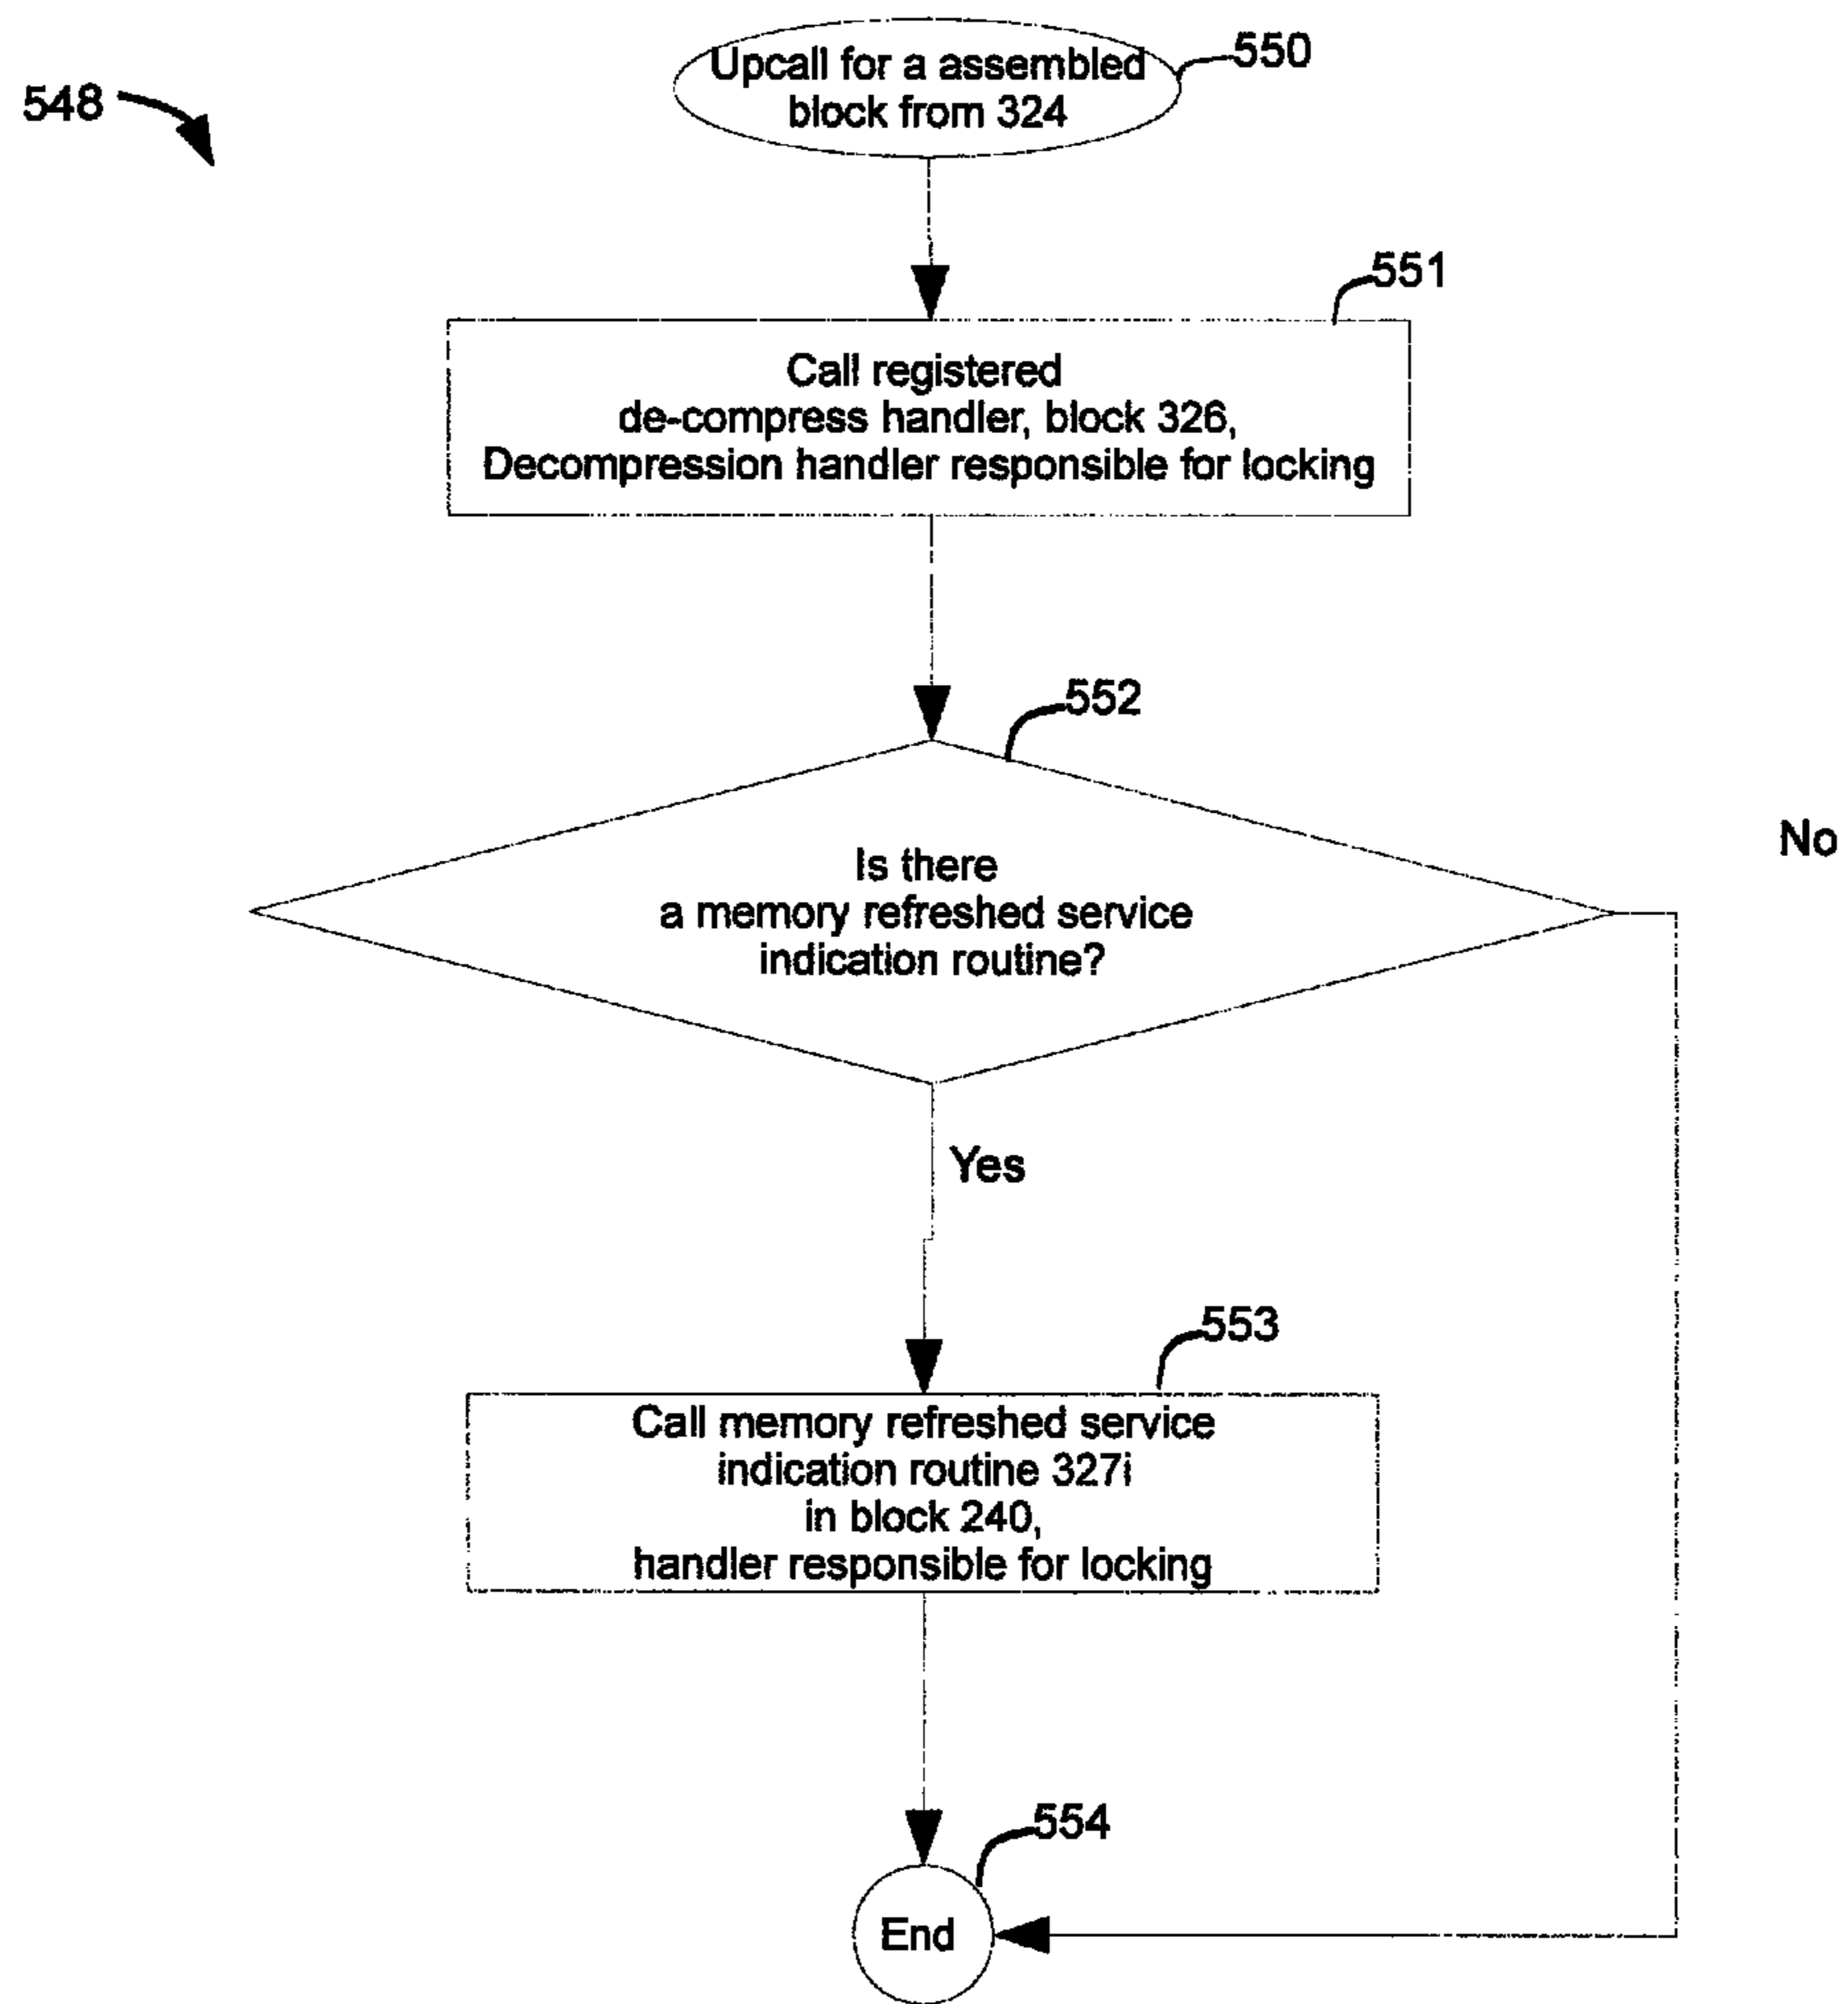 548
Upcall for a assembled
block from 324
550
551
Call registered
de-compress handler, block 326,
Decompression handler responsible for locking
552
Is there
a memory refreshed service
indication routine?
No
Yes
553
Call memory refreshed service
indication routine 327i
in block 240,
handler responsible for locking
554
End